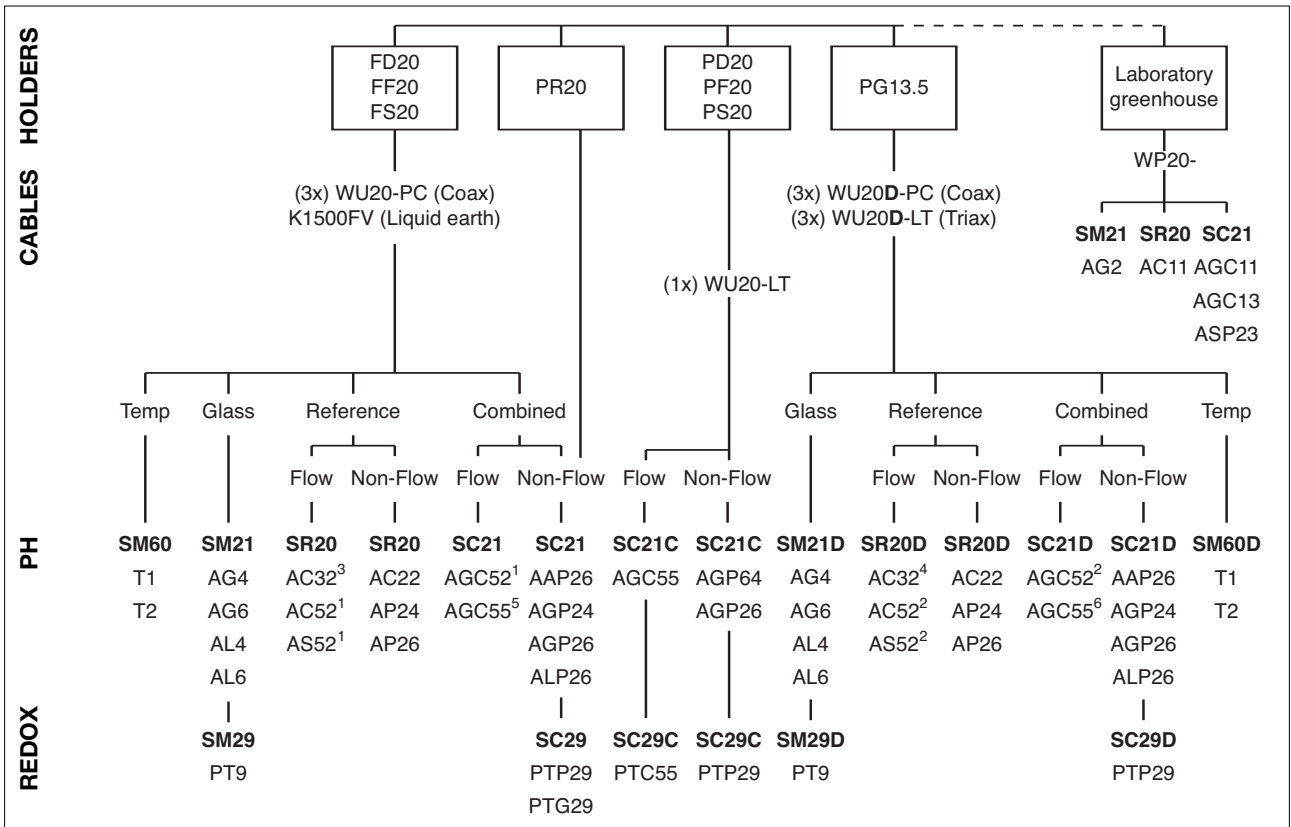 HOLDERS
FD20
FF20
FS20
PR20
PD20
PF20
PS20
PG13.5
Laboratory
greenhouse
CABLES
(3x) WU20-PC (Coax)
K1500FV (Liquid earth)
(1x) WU20-LT
(3x) WU20D-PC (Coax)
(3x) WU20D-LT (Triax)
WP20-
SM21 SR20 SC21
AG2 AC11 AGC11
AGC13
ASP23
Temp Glass Reference Combined Glass Reference Combined Temp
Flow Non-Flow Flow Non-Flow Flow Non-Flow Flow Non-Flow Flow Non-Flow
PH
SM60 SM21 SR20 SR20 SC21 SC21 SC21C SC21C SM21D SR20D SR20D SC21D SC21D SM60D
T1 AG4 AC32³ AC22 AGC52¹ AAP26 AGC55 AGP64 AG4 AC32⁴ AC22 AGC52² AAP26 T1
T2 AG6 AC52¹ AP24 AGC55⁵ AGP24 AGP26 AG6 AC52² AP24 AGC55⁶ AGP24 T2
AL4 AS52¹ AP26 AGP26 AL4 AS52² AP26 AGP26
AL6 ALP26 AL6 ALP26
REDOX
SM29 SC29 SC29C SC29C SM29D SC29D
PT9 PTP29 PTC55 PTP29 PT9 PTP29
PTG29